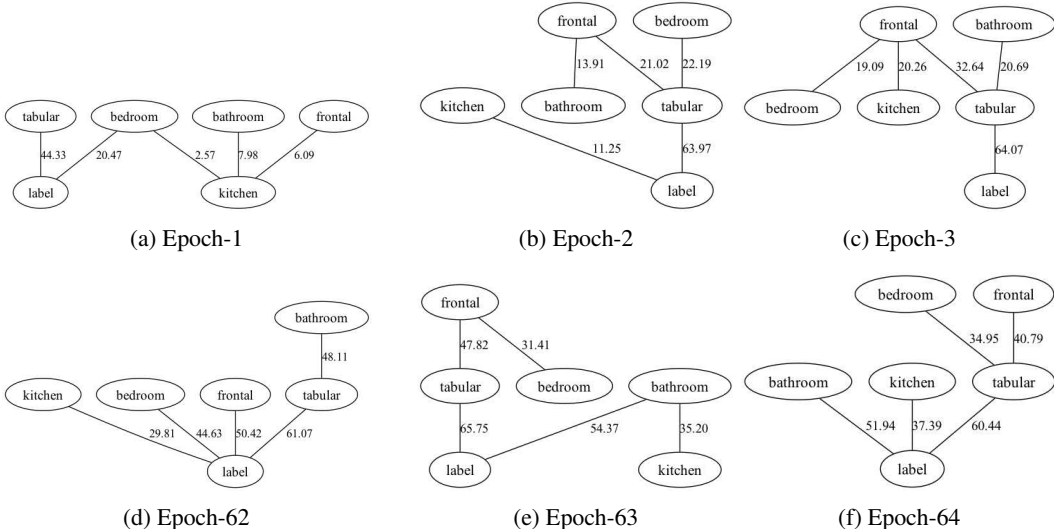 tabular bedroom bathroom frontal
44.33 20.47 2.57 7.98 6.09
label kitchen
(a) Epoch-1
frontal bedroom
13.91 21.02 22.19
kitchen bathroom tabular
11.25 63.97
label
(b) Epoch-2
frontal bathroom
19.09 20.26 32.64 20.69
bedroom kitchen tabular
64.07
label
(c) Epoch-3
bathroom
48.11
kitchen bedroom frontal tabular
29.81 44.63 50.42 61.07
label
(d) Epoch-62
frontal
47.82 31.41
tabular bedroom bathroom
65.75 54.37 35.20
label kitchen
(e) Epoch-63
bedroom frontal
34.95 40.79
bathroom kitchen tabular
51.94 37.39 60.44
label
(f) Epoch-64